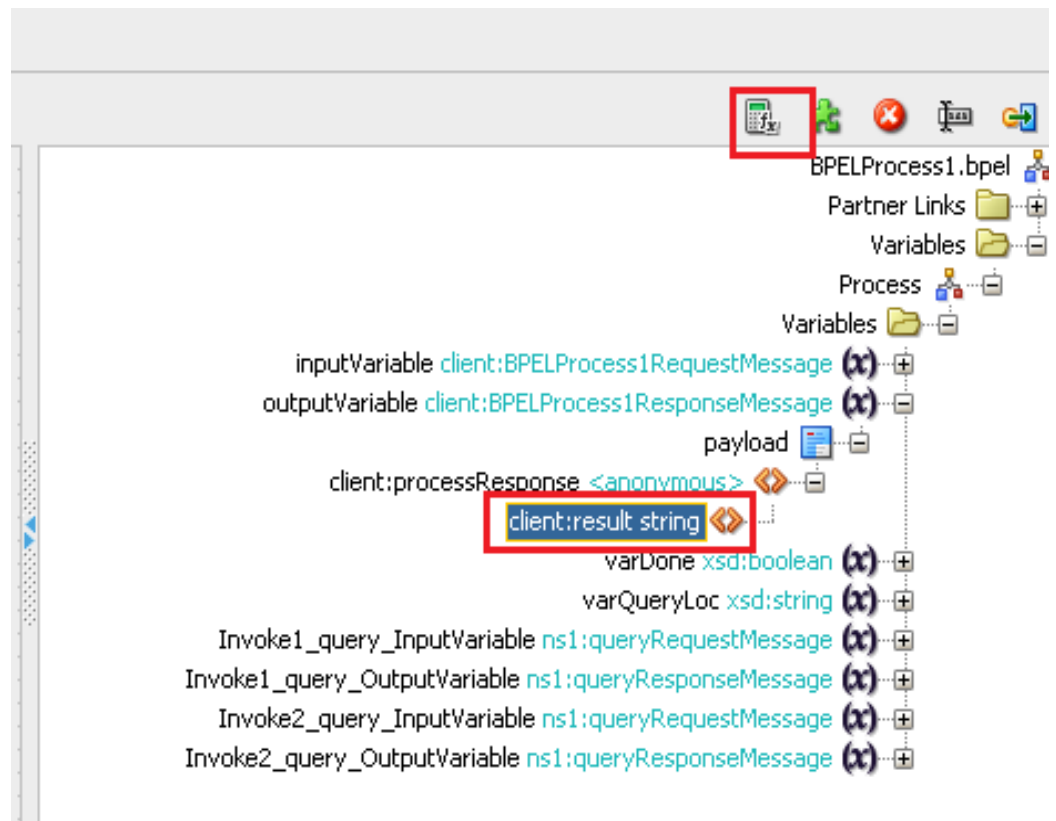 BPELProcess1.bpel
Partner Links
Variables
Process
Variables
inputVariable client:BPELProcess1RequestMessage (x)
outputVariable client:BPELProcess1ResponseMessage (x)
payload
client:processResponse <anonymous>
client:result string
varDone xsd:boolean (x)
varQueryLoc xsd:string (x)
Invoke1_query_InputVariable ns1:queryRequestMessage (x)
Invoke1_query_OutputVariable ns1:queryResponseMessage (x)
Invoke2_query_InputVariable ns1:queryRequestMessage (x)
Invoke2_query_OutputVariable ns1:queryResponseMessage (x)